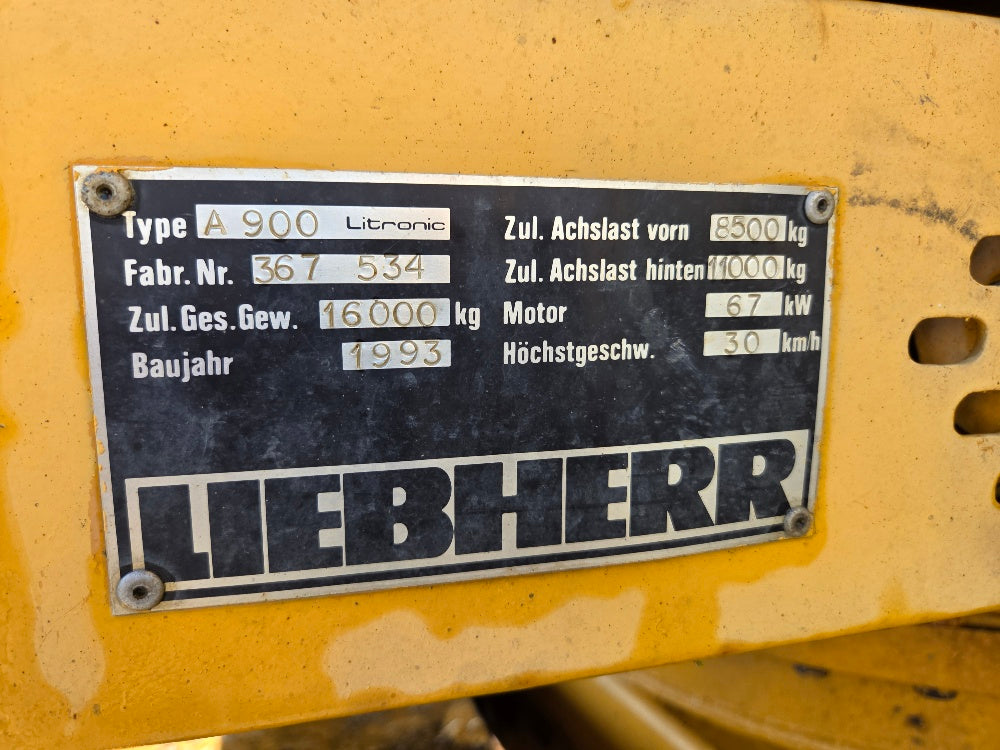 Type A 900 Litronic
Fabr. Nr. 367 534
Zul. Ges. Gew. 16000 kg
Baujahr 1993
Zul. Achslast vorn 8500 kg
Zul. Achslast hinten 11000 kg
Motor 67 kW
Höchstgeschw. 30 km/h
LIEBHERR